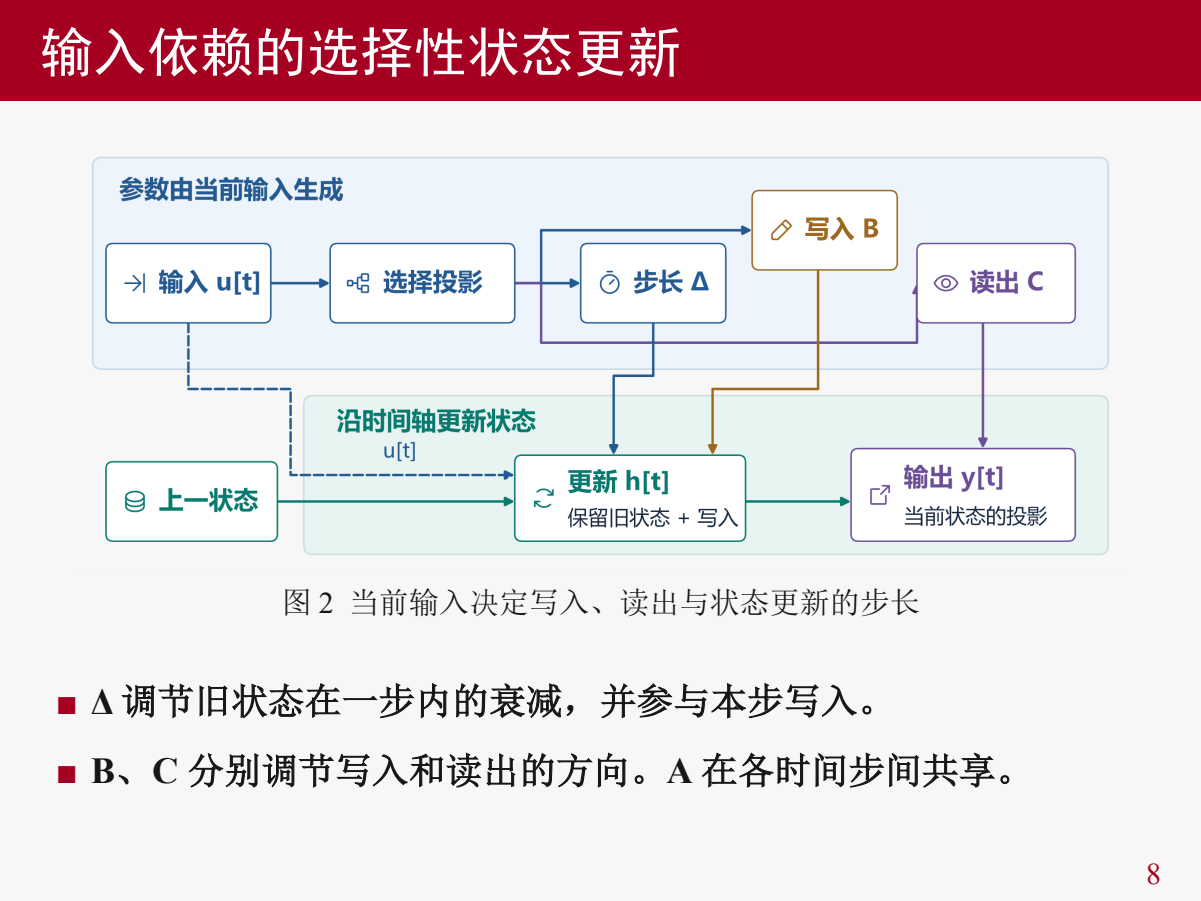 输入依赖的选择性状态更新
参数由当前输入生成
写入 B
输入 u[t]
选择投影
步长 Δ
读出 C
沿时间轴更新状态
u[t]
上一状态
更新 h[t]
保留旧状态 + 写入
输出 y[t]
当前状态的投影
图 2 当前输入决定写入、读出与状态更新的步长
■ Δ 调节旧状态在一步内的衰减，并参与本步写入。
■ B、C 分别调节写入和读出的方向。A 在各时间步间共享。
8